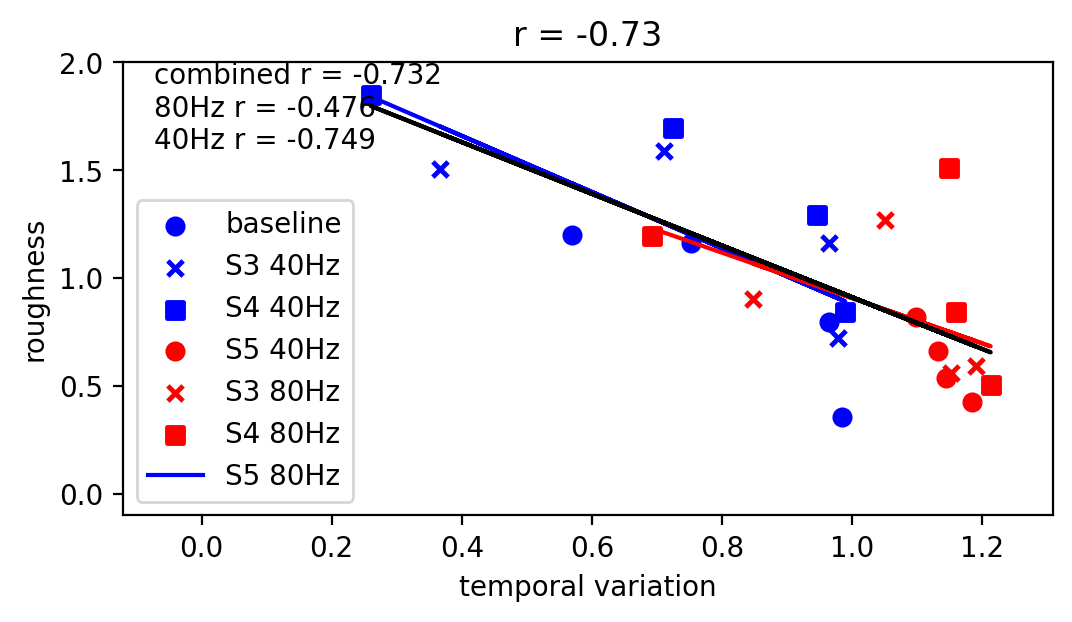 r = -0.73
combined r = -0.732
80Hz r = -0.476
40Hz r = -0.749
baseline
S3 40Hz
S4 40Hz
S5 40Hz
S3 80Hz
S4 80Hz
S5 80Hz
2.0
1.5
1.0
0.5
0.0
roughness
0.0 0.2 0.4 0.6 0.8 1.0 1.2
temporal variation